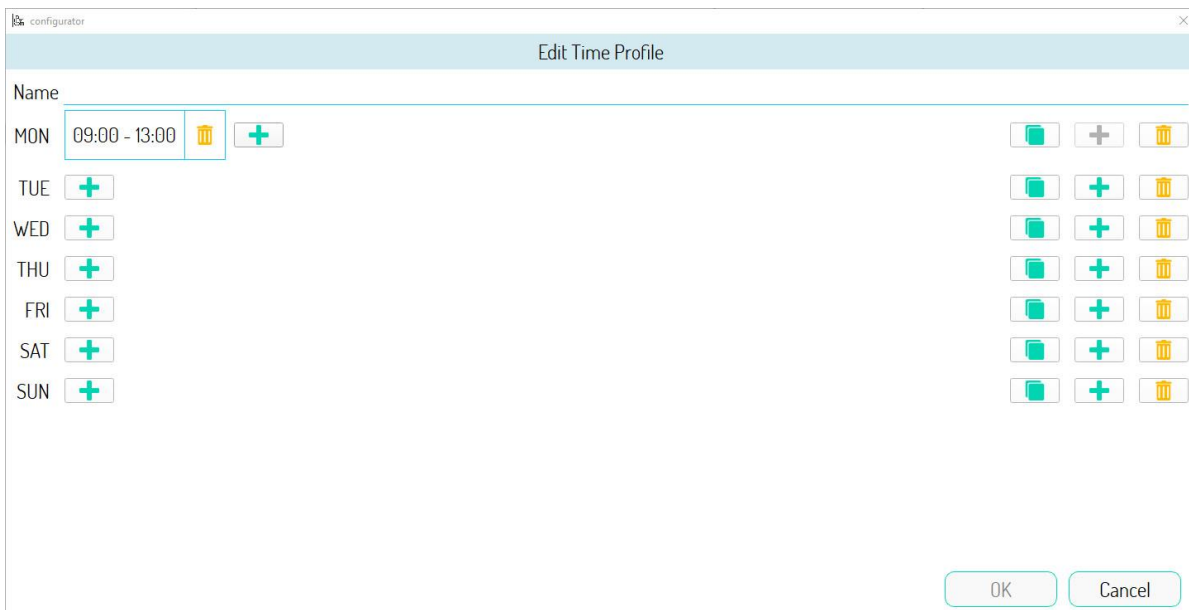 configurator
Edit Time Profile
Name
MON 09:00 - 13:00
TUE
WED
THU
FRI
SAT
SUN
OK Cancel